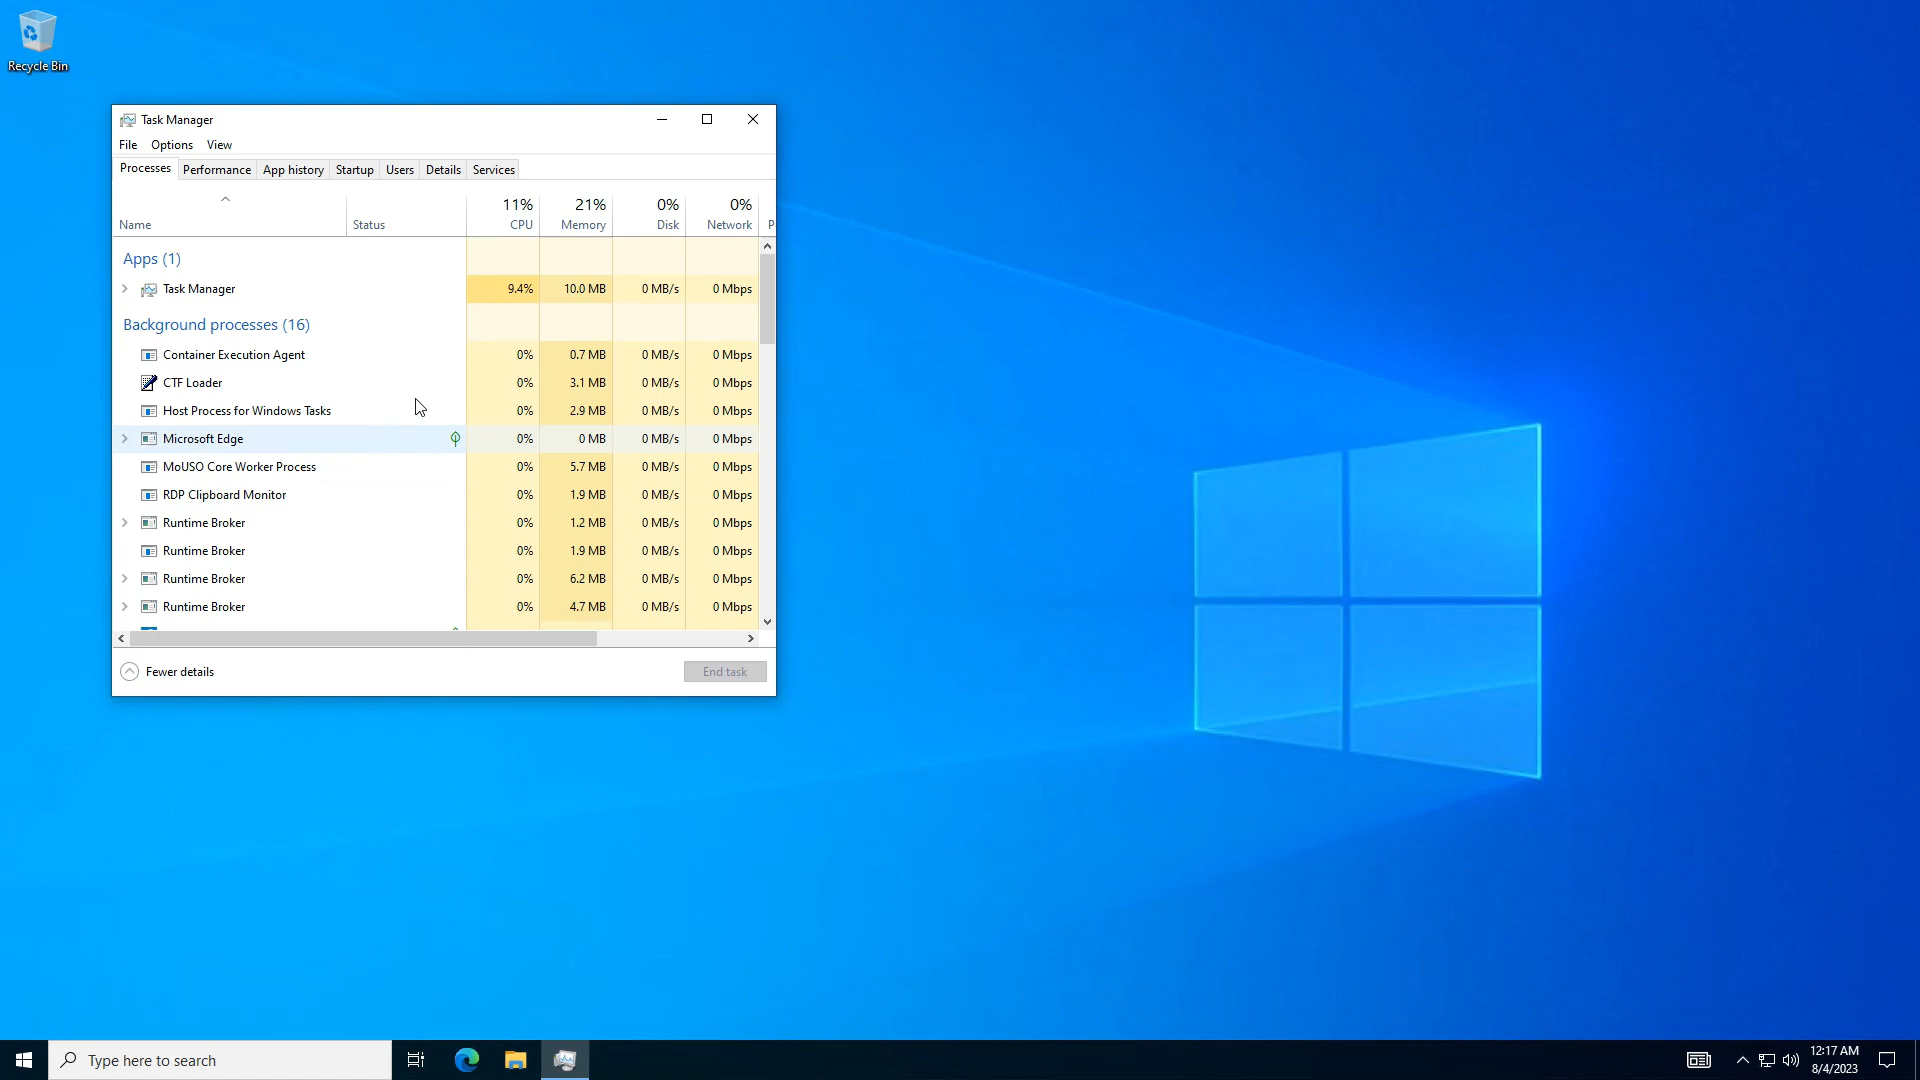 Recycle Bin
Task Manager
File Options View
Processes Performance App history Startup Users Details Services
11% 21% 0% 0%
Name Status CPU Memory Disk Network P
Apps (1)
Task Manager 9.4% 10.0 MB 0 MB/s 0 Mbps
Background processes (16)
Container Execution Agent 0% 0.7 MB 0 MB/s 0 Mbps
CTF Loader 0% 3.1 MB 0 MB/s 0 Mbps
Host Process for Windows Tasks 0% 2.9 MB 0 MB/s 0 Mbps
Microsoft Edge 0% 0 MB 0 MB/s 0 Mbps
MoUSO Core Worker Process 0% 5.7 MB 0 MB/s 0 Mbps
RDP Clipboard Monitor 0% 1.9 MB 0 MB/s 0 Mbps
Runtime Broker 0% 1.2 MB 0 MB/s 0 Mbps
Runtime Broker 0% 1.9 MB 0 MB/s 0 Mbps
Runtime Broker 0% 6.2 MB 0 MB/s 0 Mbps
Runtime Broker 0% 4.7 MB 0 MB/s 0 Mbps
Fewer details End task
Type here to search
12:17 AM
8/4/2023